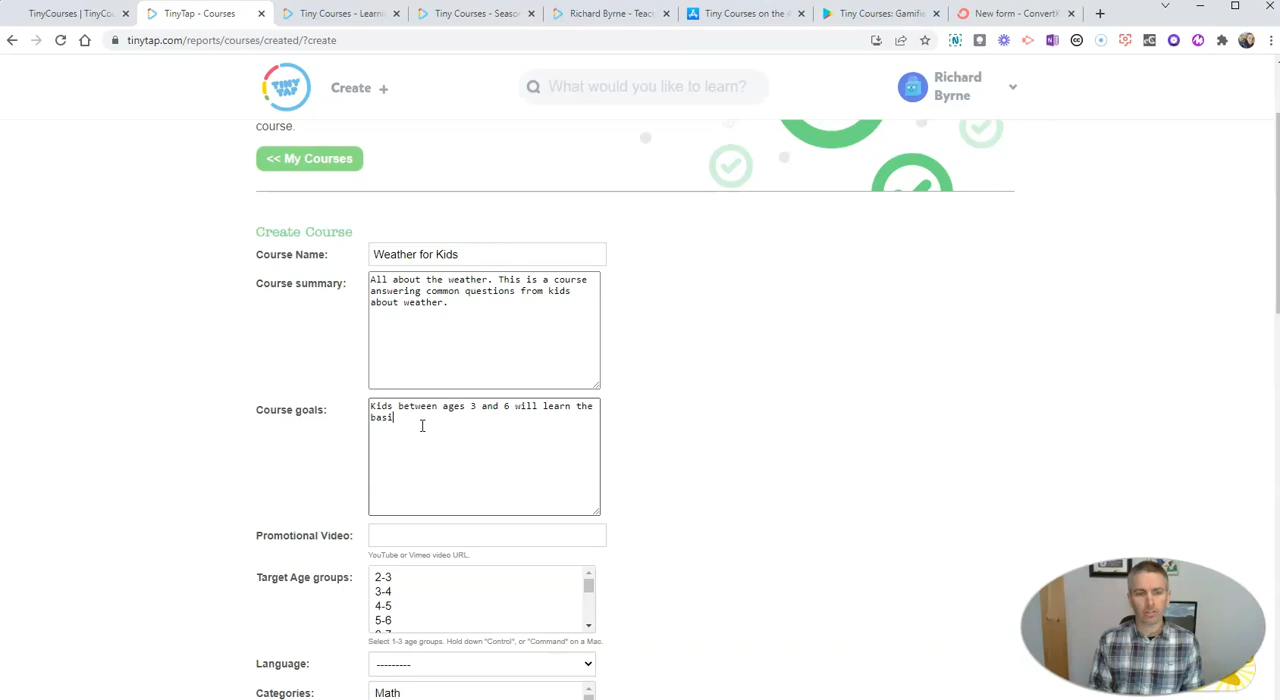 TinyCourses | TinyCou
TinyTap - Courses
Tiny Courses - Learni
Tiny Courses - Seaso
Richard Byrne - Teac
Tiny Courses on the A
Tiny Courses: Gamifie
New form - ConvertK
tinytap.com/reports/courses/created/?create
TINY TAP
Create +
What would you like to learn?
Richard Byrne
course.
<< My Courses
Create Course
Course Name:
Weather for Kids
Course summary:
All about the weather. This is a course
answering common questions from kids
about weather.
Course goals:
Kids between ages 3 and 6 will learn the
basi
Promotional Video:
YouTube or Vimeo video URL.
Target Age groups:
2-3
3-4
4-5
5-6
Select 1-3 age groups. Hold down "Control", or "Command" on a Mac.
Language:
---------
Categories:
Math